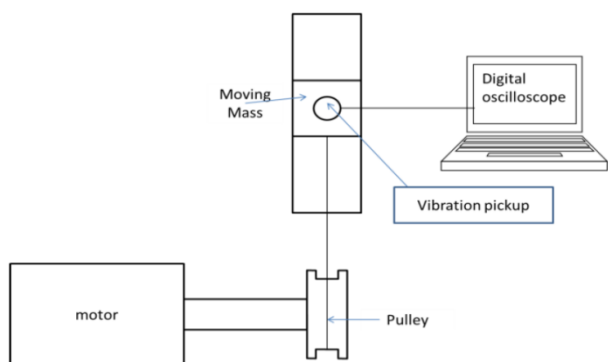 Moving
Mass
Digital
oscilloscope
Vibration pickup
motor
Pulley